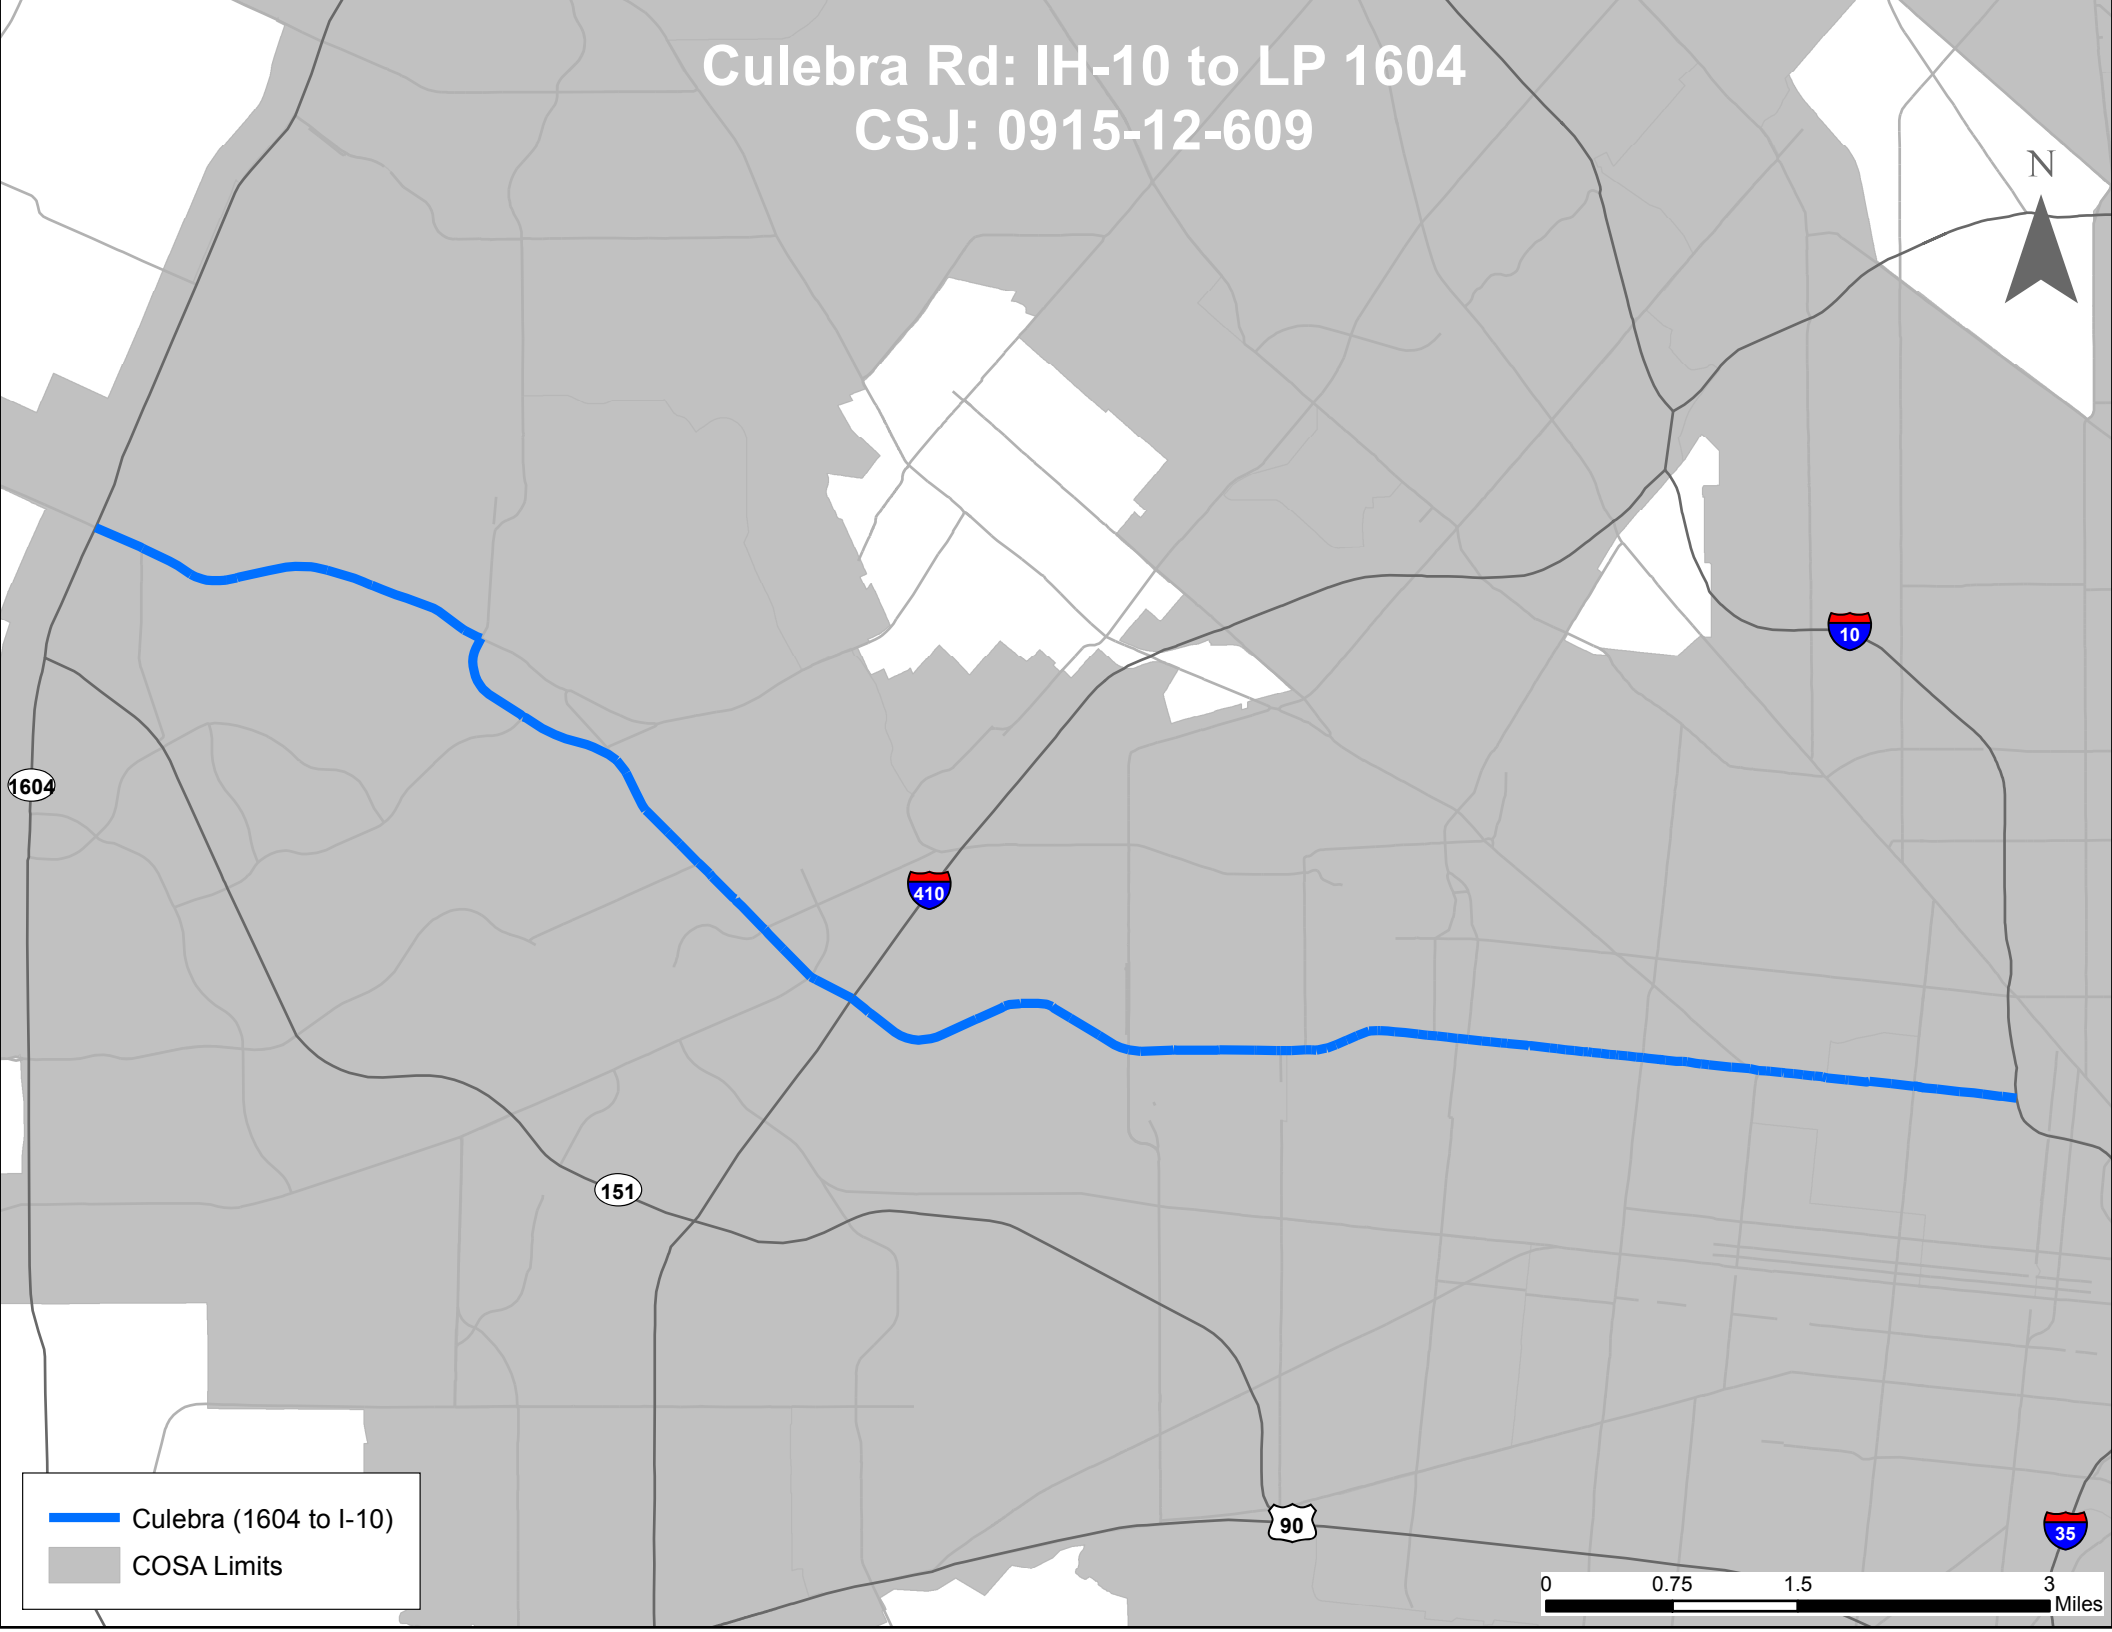 Culebra Rd: IH-10 to LP 1604
CSJ: 0915-12-609
N
10
1604
410
151
90
35
Culebra (1604 to I-10)
COSA Limits
0 0.75 1.5 3
Miles